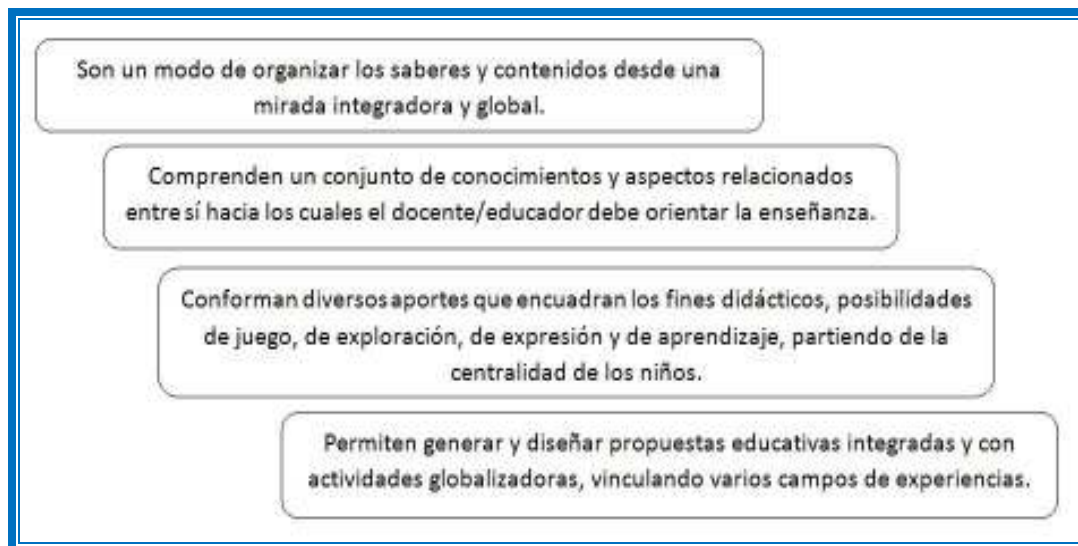 Son un modo de organizar los saberes y contenidos desde una
mirada integradora y global.
Comprenden un conjunto de conocimientos y aspectos relacionados
entre sí hacia los cuales el docente/educador debe orientar la enseñanza.
Conforman diversos aportes que encuadran los fines didácticos, posibilidades
de juego, de exploración, de expresión y de aprendizaje, partiendo de la
centralidad de los niños.
Permiten generar y diseñar propuestas educativas integradas y con
actividades globalizadoras, vinculando varios campos de experiencias.